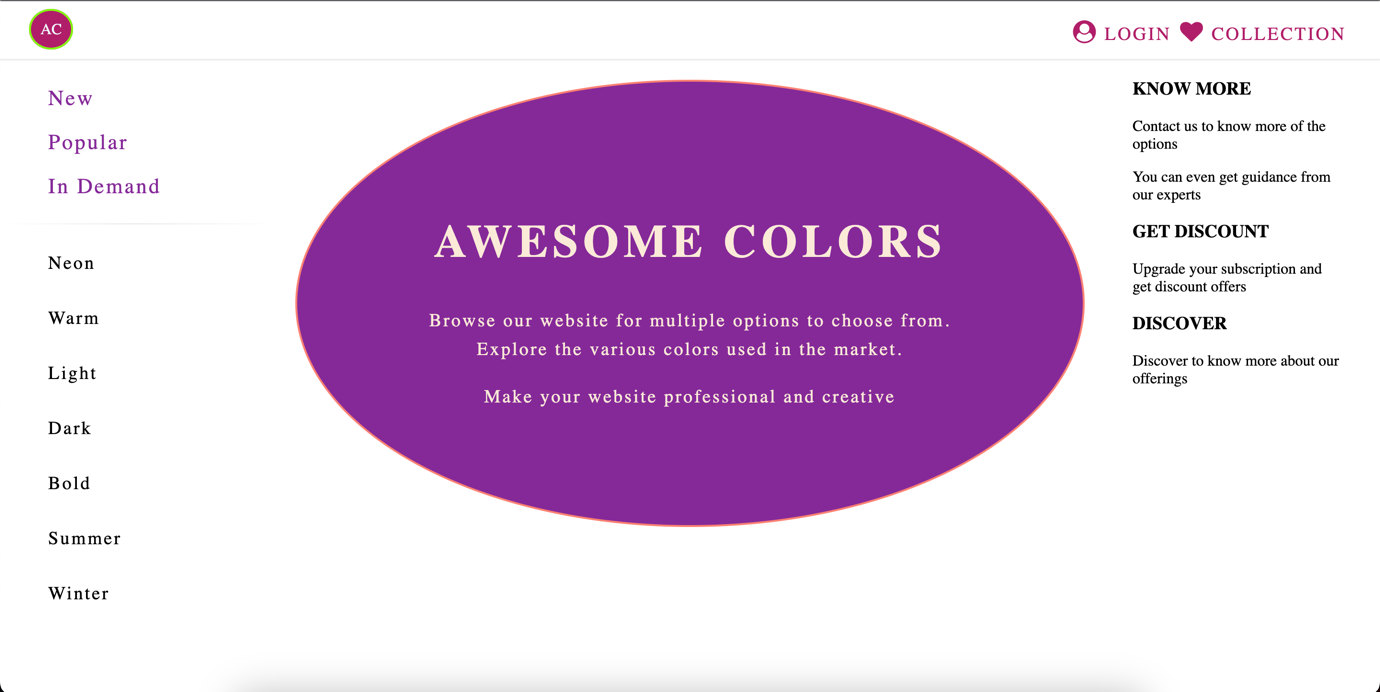 AC
LOGIN COLLECTION
New
Popular
In Demand
Neon
Warm
Light
Dark
Bold
Summer
Winter
AWESOME COLORS
Browse our website for multiple options to choose from.
Explore the various colors used in the market.
Make your website professional and creative
KNOW MORE
Contact us to know more of the
options
You can even get guidance from
our experts
GET DISCOUNT
Upgrade your subscription and
get discount offers
DISCOVER
Discover to know more about our
offerings